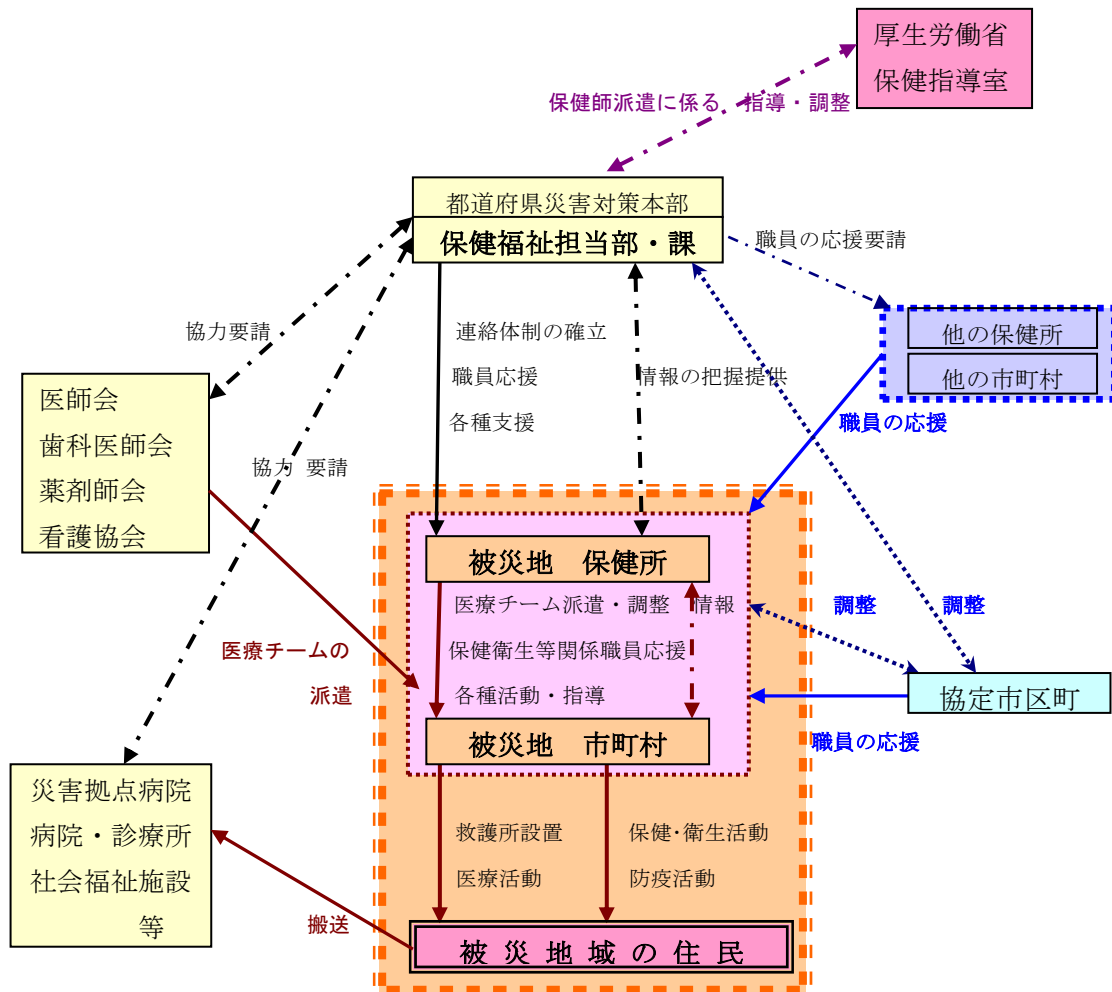 厚生労働省
保健指導室
保健師派遣に係る 指導・調整
都道府県災害対策本部
保健福祉担当部・課
職員の応援要請
協力要請
連絡体制の確立
職員応援
各種支援
情報の把握提供
他の保健所
他の市町村
職員の応援
医師会
歯科医師会
薬剤師会
看護協会
協力 要請
被災地 保健所
医療チーム派遣・調整 情報
保健衛生等関係職員応援
各種活動・指導
調整
調整
医療チームの
派遣
協定市区町
職員の応援
被災地 市町村
災害拠点病院
病院・診療所
社会福祉施設
等
救護所設置
医療活動
保健・衛生活動
防疫活動
搬送
被災地域の住民